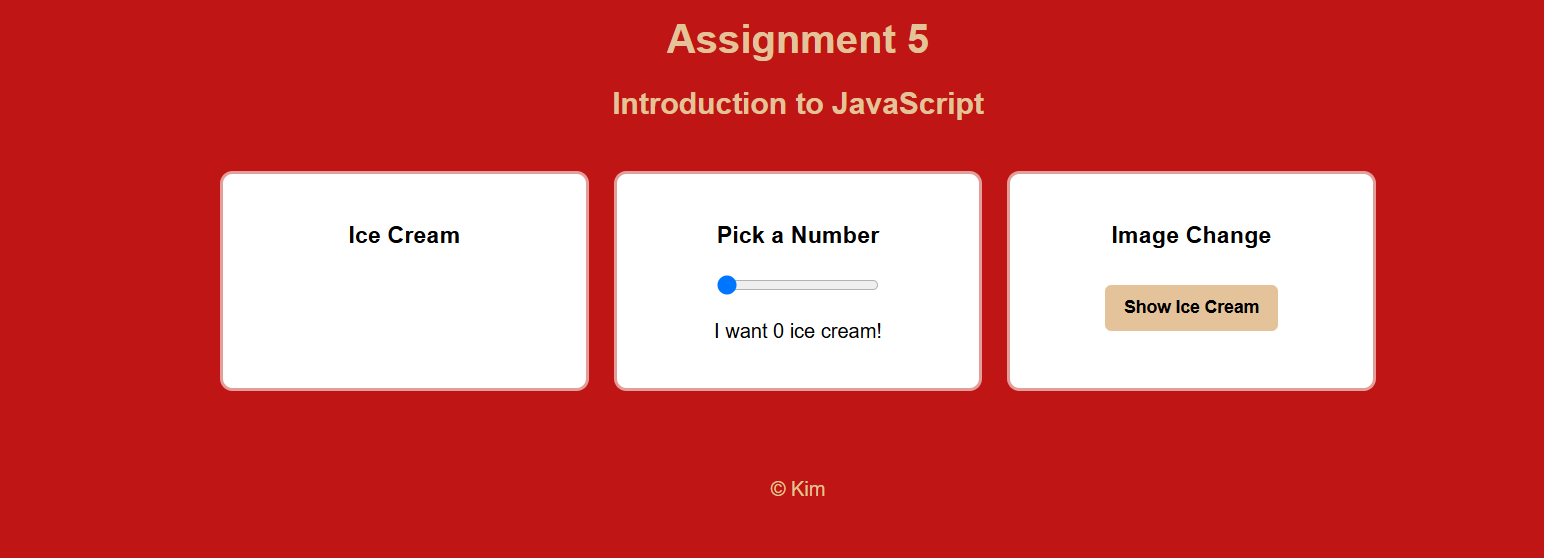 Assignment 5
Introduction to JavaScript
Ice Cream
Pick a Number
I want 0 ice cream!
Image Change
Show Ice Cream
© Kim